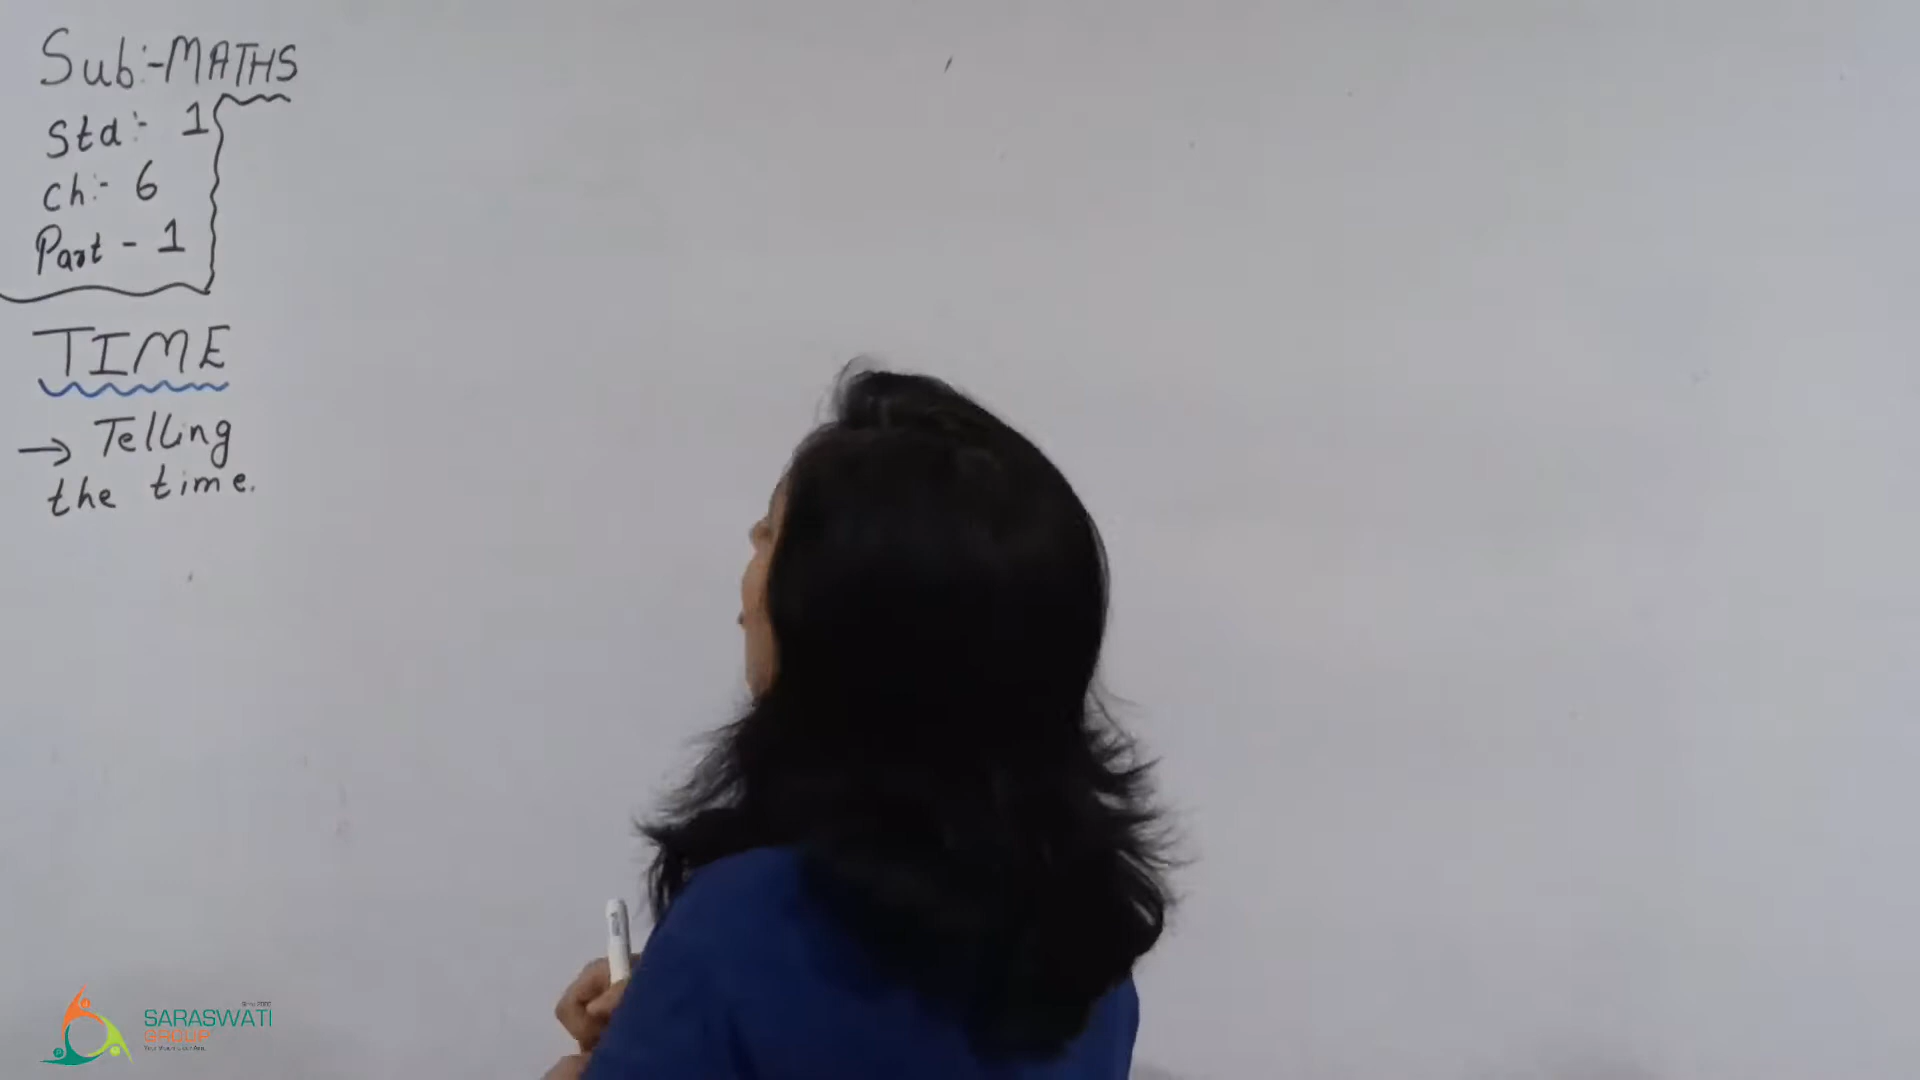 Sub:-MATHS
Std:- 1
ch:- 6
Part - 1
TIME
→ Telling
the time.
SARASWATI
GROUP